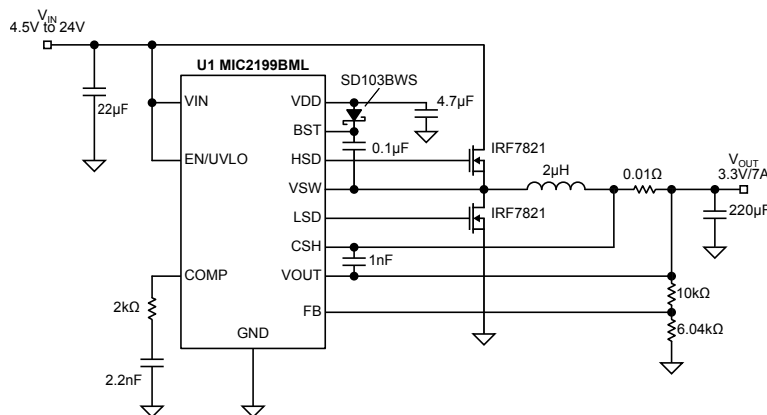 VIN
4.5V to 24V
U1 MIC2199BML
SD103BWS
22µF
VIN
VDD
4.7µF
BST
0.1µF
EN/UVLO
HSD
IRF7821
VSW
2µH
0.01Ω
VOUT
3.3V/7A
LSD
IRF7821
220µF
CSH
1nF
COMP
VOUT
2kΩ
10kΩ
FB
6.04kΩ
GND
2.2nF